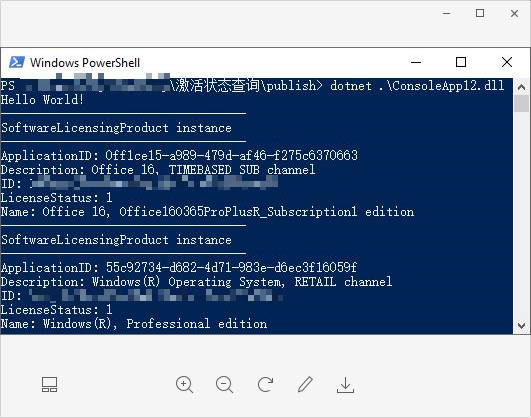 Windows PowerShell
PS \激活状态查询\publish> dotnet .\ConsoleApp12.dll
Hello World!
SoftwareLicensingProduct instance
ApplicationID: 0ff1ce15-a989-479d-af46-f275c6370663
Description: Office 16, TIMEBASED_SUB channel
ID:
LicenseStatus: 1
Name: Office 16, Office16O365ProPlusR_Subscription1 edition
SoftwareLicensingProduct instance
ApplicationID: 55c92734-d682-4d71-983e-d6ec3f16059f
Description: Windows(R) Operating System, RETAIL channel
ID:
LicenseStatus: 1
Name: Windows(R), Professional edition